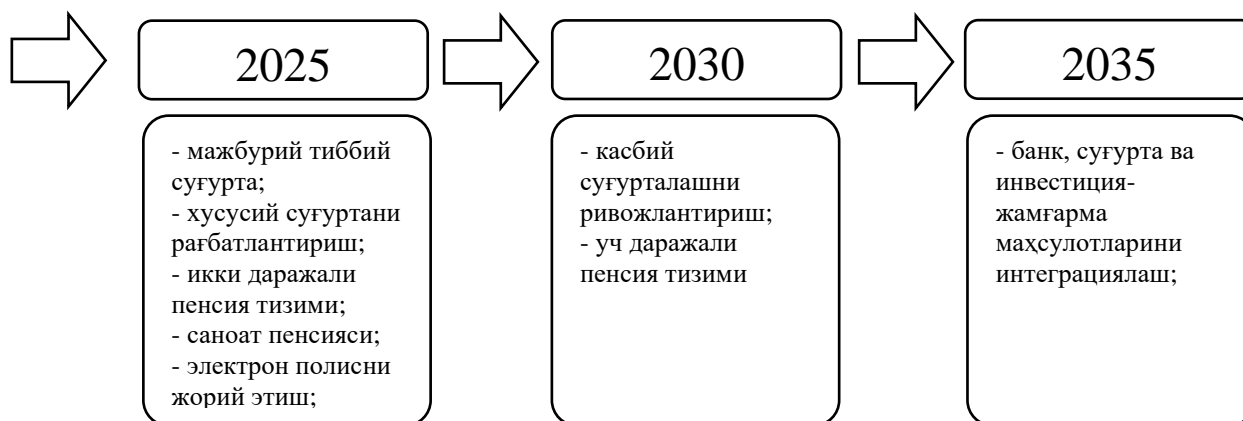 2025
- мажбурий тиббий
суғурта;
- хусусий суғуртани
рағбатлантириш;
- икки даражали
пенсия тизими;
- саноат пенсияси;
- электрон полисни
жорий этиш;
2030
- касбий
суғурталашни
ривожлантириш;
- уч даражали
пенсия тизими
2035
- банк, суғурта ва
инвестиция-
жамғарма
маҳсулотларини
интеграциялаш;